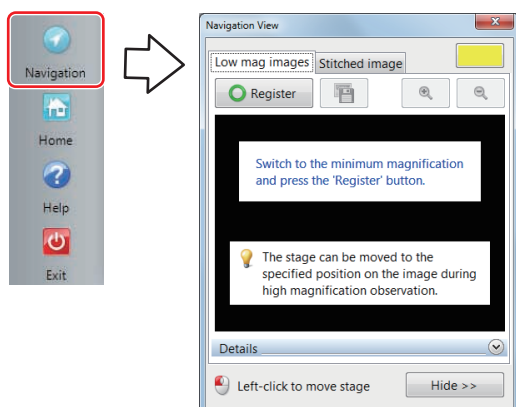 Navigation
Home
Help
Exit
Navigation View
Low mag images
Stitched image
Register
Switch to the minimum magnification
and press the 'Register' button.
The stage can be moved to the
specified position on the image during
high magnification observation.
Details
Left-click to move stage
Hide >>